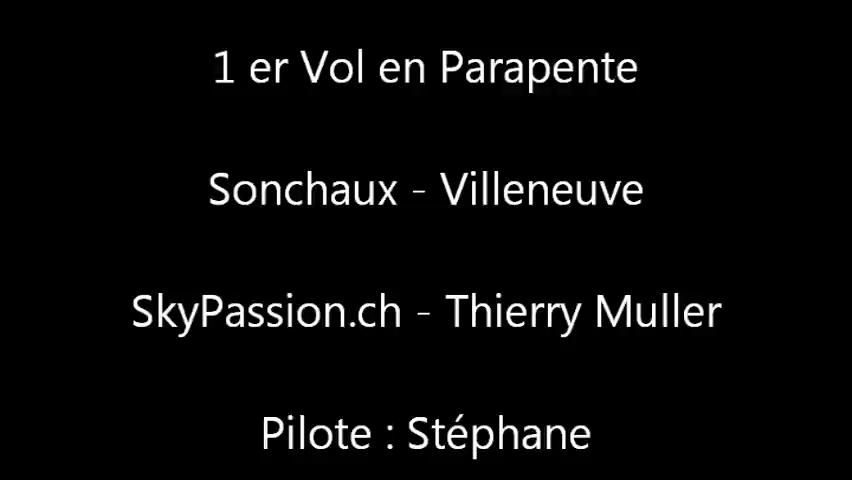 1 er Vol en Parapente
Sonchaux - Villeneuve
SkyPassion.ch - Thierry Muller
Pilote : Stéphane